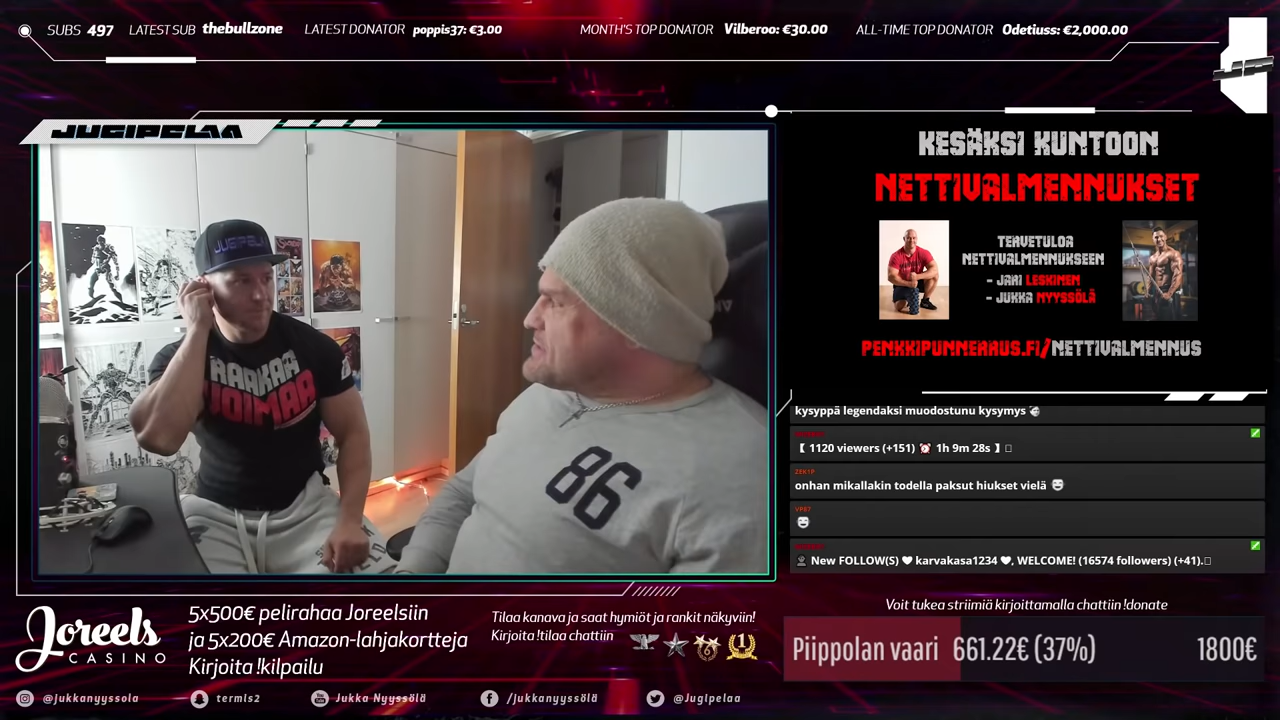 SUBS 497 LATEST SUB thebullzone LATEST DONATOR poppis37: €3.00 MONTH'S TOP DONATOR Vilberoo: €30.00 ALL-TIME TOP DONATOR Odetiuss: €2,000.00
JUGIPELAA
JUGIPELAA
RAAKAA
VOIMAA
86
KESÄKSI KUNTOON
NETTIVALMENNUKSET
TERVETULOA
NETTIVALMENNUKSEEN
- JARI LESKINEN
- JUKKA NYYSSÖLÄ
PENKKIPUNNERRUS.FI/NETTIVALMENNUS
kysyppä legendaksi muodostunu kysymys
【 1120 viewers (+151) ⏰ 1h 9m 28s 】
ZEK1P
onhan mikallakin todella paksut hiukset vielä
VP87
New FOLLOW(S) ♥ karvakasa1234 ♥, WELCOME! (16574 followers) (+41).
Joreels
CASINO
5x500€ pelirahaa Joreelsiin
ja 5x200€ Amazon-lahjakortteja
Kirjoita !kilpailu
Tilaa kanava ja saat hymiöt ja rankit näkyviin!
Kirjoita !tilaa chattiin
Voit tukea striimiä kirjoittamalla chattiin !donate
Piippolan vaari 661.22€ (37%) 1800€
@jukkanyyssola termis2 Jukka Nyyssölä /jukkanyyssölä @Jugipelaa